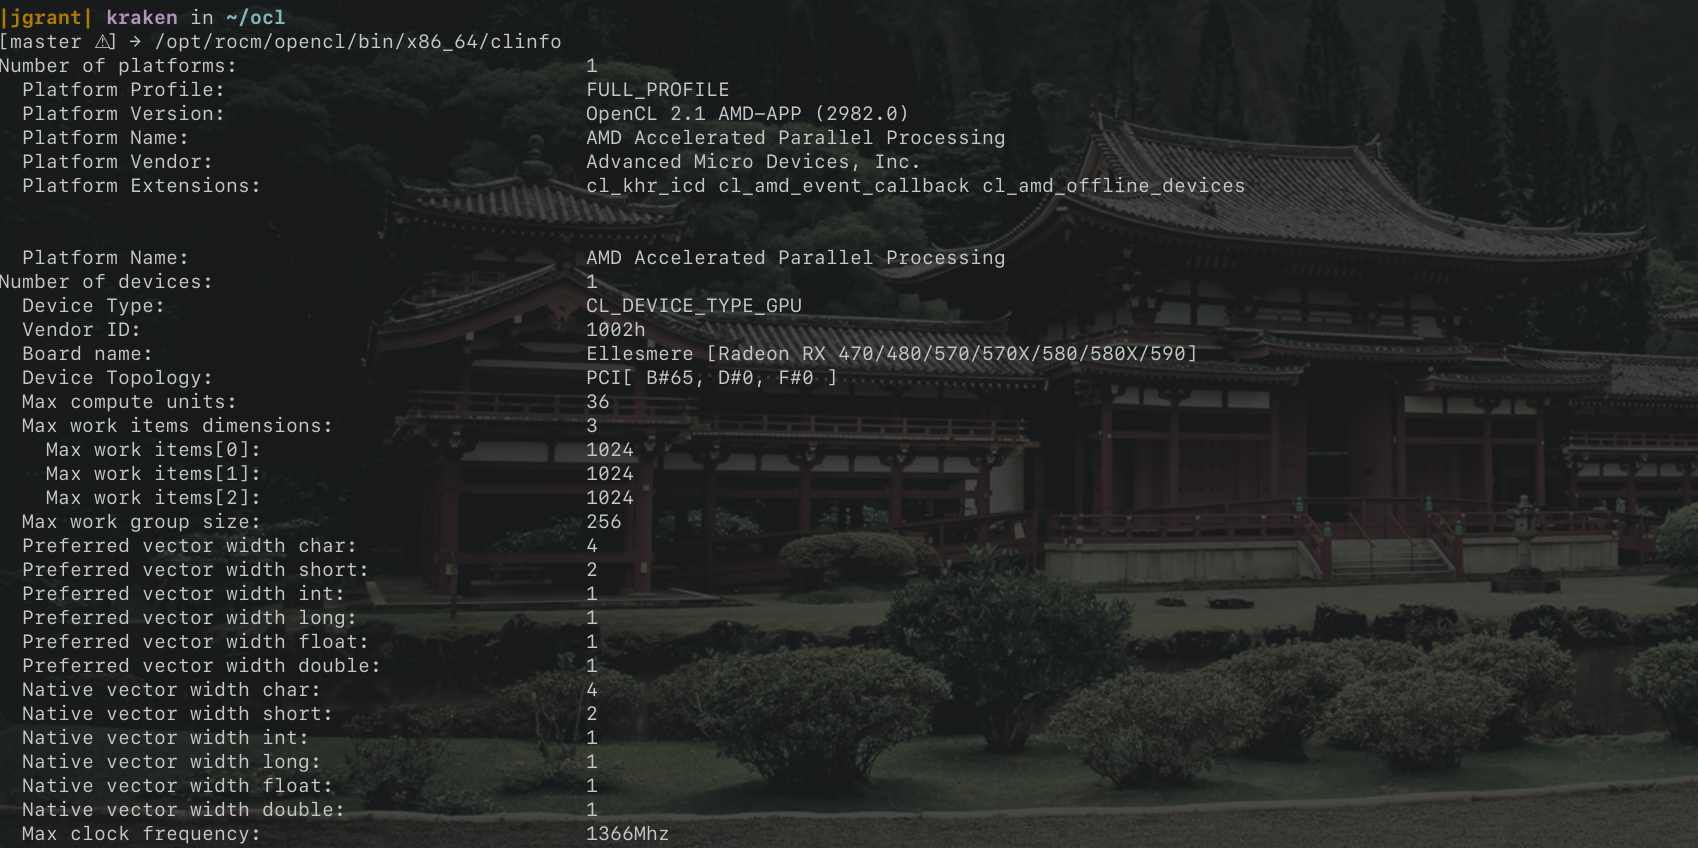 |jgrant| kraken in ~/ocl
[master ⚠] → /opt/rocm/opencl/bin/x86_64/clinfo
Number of platforms: 1
Platform Profile: FULL_PROFILE
Platform Version: OpenCL 2.1 AMD-APP (2982.0)
Platform Name: AMD Accelerated Parallel Processing
Platform Vendor: Advanced Micro Devices, Inc.
Platform Extensions: cl_khr_icd cl_amd_event_callback cl_amd_offline_devices
Platform Name: AMD Accelerated Parallel Processing
Number of devices: 1
Device Type: CL_DEVICE_TYPE_GPU
Vendor ID: 1002h
Board name: Ellesmere [Radeon RX 470/480/570/570X/580/580X/590]
Device Topology: PCI[ B#65, D#0, F#0 ]
Max compute units: 36
Max work items dimensions: 3
Max work items[0]: 1024
Max work items[1]: 1024
Max work items[2]: 1024
Max work group size: 256
Preferred vector width char: 4
Preferred vector width short: 2
Preferred vector width int: 1
Preferred vector width long: 1
Preferred vector width float: 1
Preferred vector width double: 1
Native vector width char: 4
Native vector width short: 2
Native vector width int: 1
Native vector width long: 1
Native vector width float: 1
Native vector width double: 1
Max clock frequency: 1366Mhz